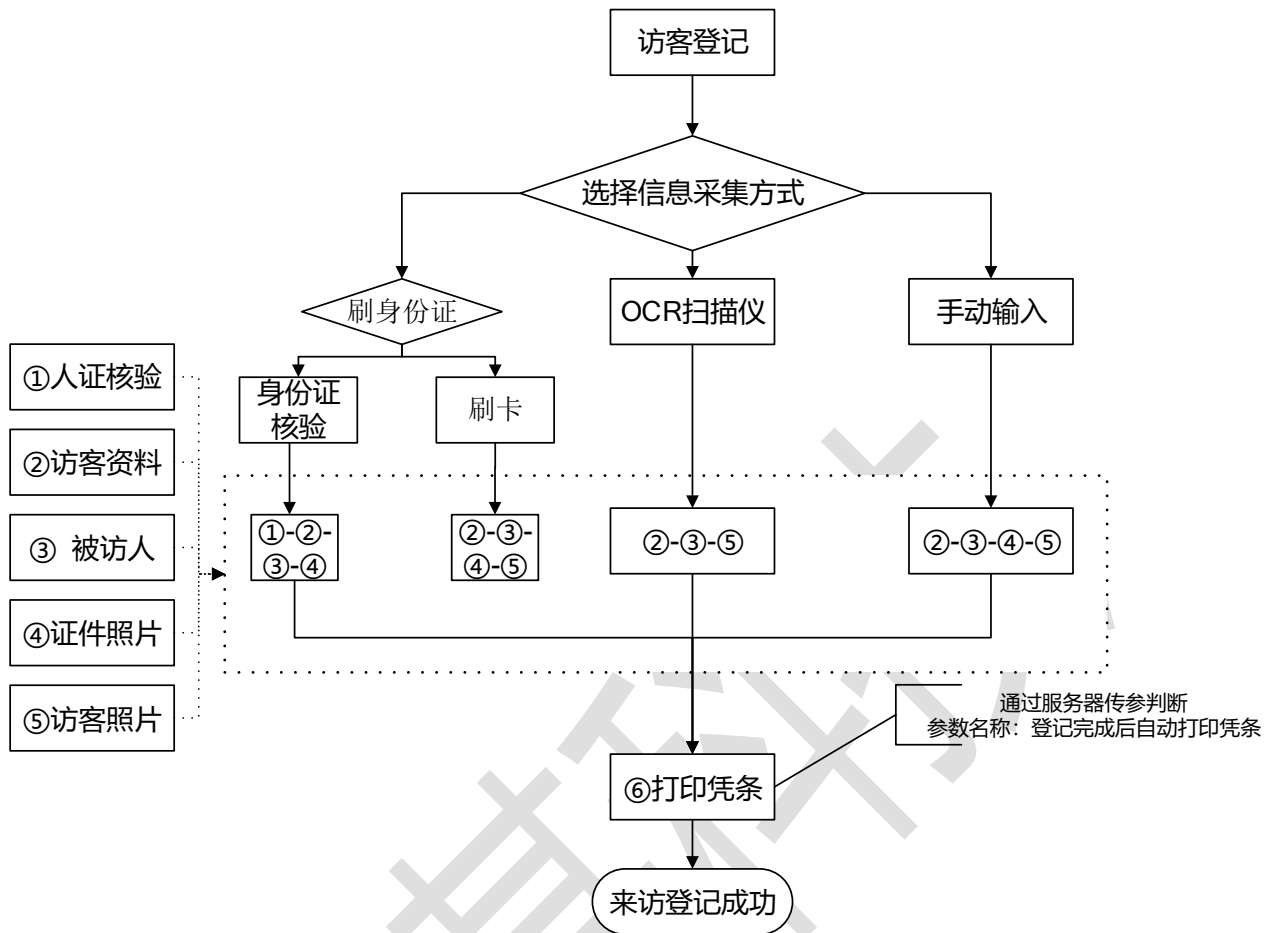 访客登记
选择信息采集方式
刷身份证
OCR扫描仪
手动输入
①人证核验
②访客资料
③ 被访人
④证件照片
⑤访客照片
身份证
核验
刷卡
①-②-
③-④
②-③-
④-⑤
②-③-⑤
②-③-④-⑤
通过服务器传参判断
参数名称：登记完成后自动打印凭条
⑥打印凭条
来访登记成功